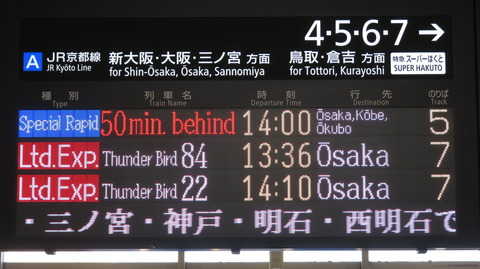 4・5・6・7→
A JR京都線 新大阪・大阪・三ノ宮 方面 鳥取・倉吉 方面 特急 スーパーはくと
JR Kyōto Line for Shin-Ōsaka, Ōsaka, Sannomiya for Tottori, Kurayoshi SUPER HAKUTO
種別 列車名 時刻 行先 のりば
Type Train Name Departure Time Destination Track
Special Rapid 50min. behind 14:00 Ōsaka,Kōbe, Ōkubo 5
Ltd.Exp. Thunder Bird 84 13:36 Ōsaka 7
Ltd.Exp. Thunder Bird 22 14:10 Ōsaka 7
・三ノ宮・神戸・明石・西明石で